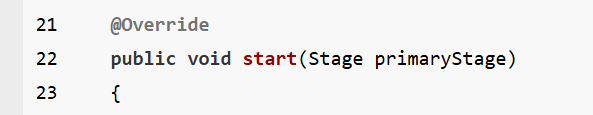 21 @Override
22 public void start(Stage primaryStage)
23 {